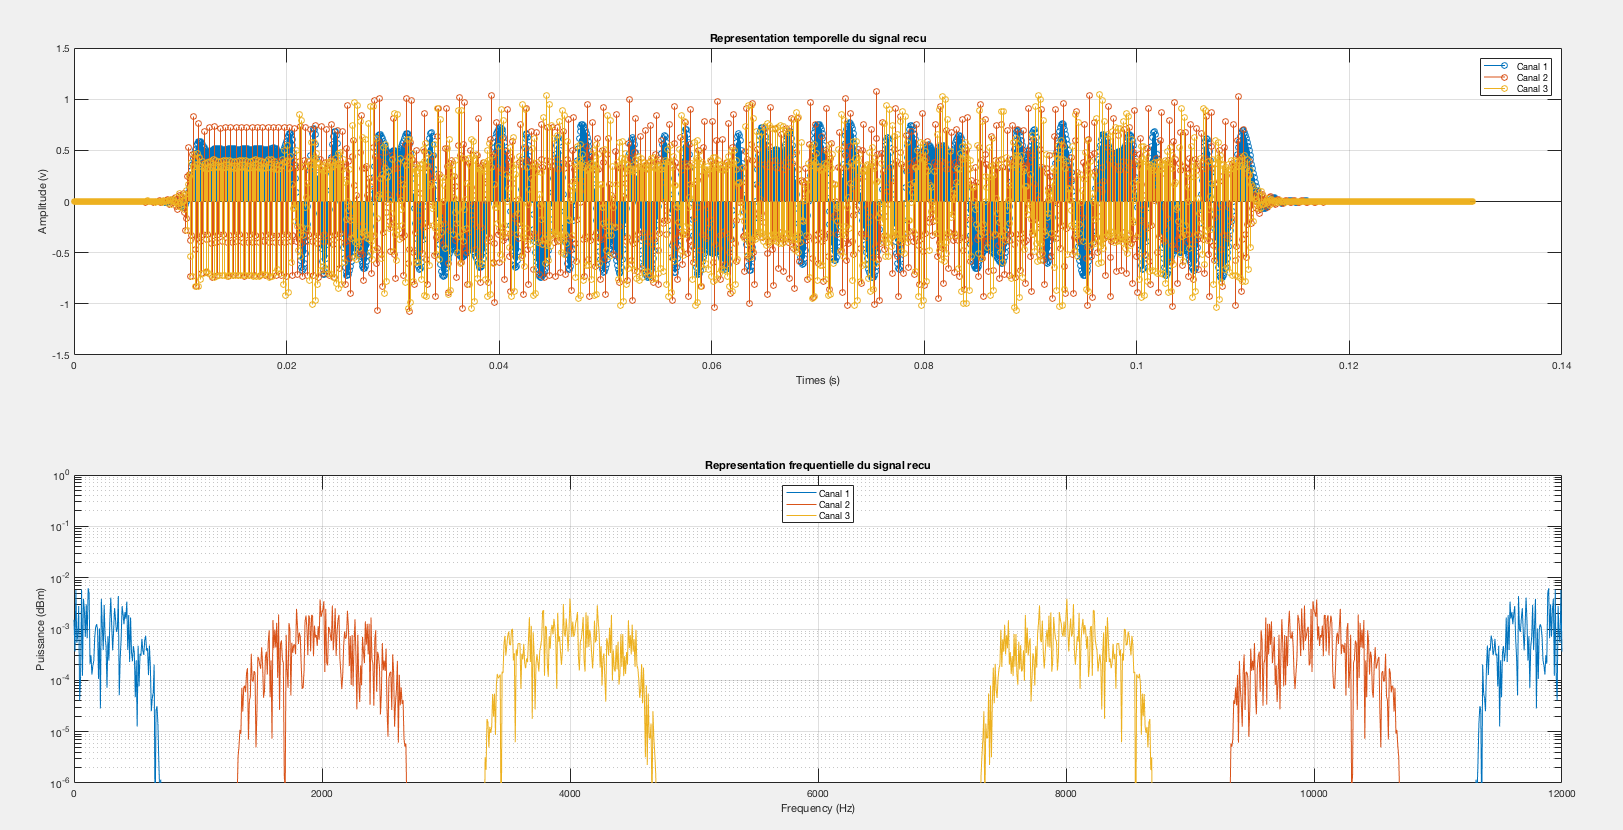 Representation temporelle du signal recu
1.5
1
0.5
0
-0.5
-1
-1.5
Amplitude (v)
Canal 1
Canal 2
Canal 3
0 0.02 0.04 0.06 0.08 0.1 0.12 0.14
Times (s)
Representation frequentielle du signal recu
10^0
10^-1
10^-2
10^-3
10^-4
10^-5
10^-6
Puissance (dBm)
Canal 1
Canal 2
Canal 3
0 2000 4000 6000 8000 10000 12000
Frequency (Hz)